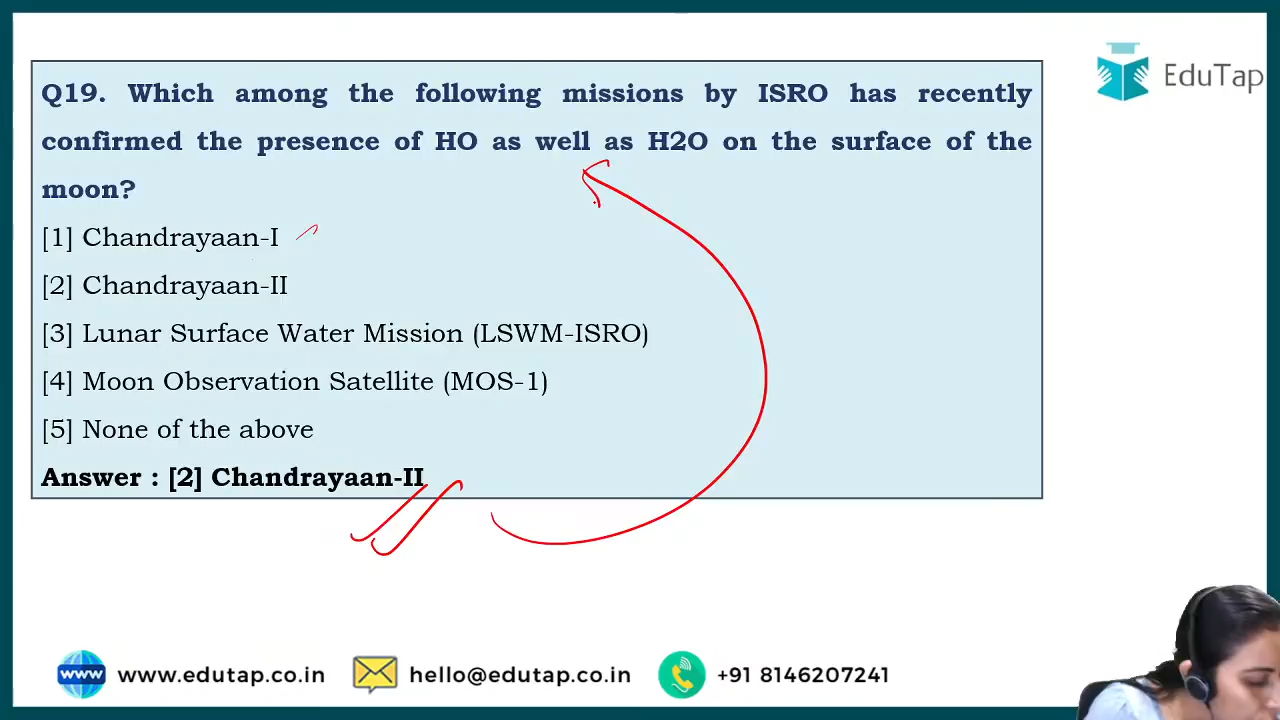 EduTap
Q19. Which among the following missions by ISRO has recently
confirmed the presence of HO as well as H2O on the surface of the
moon?
[1] Chandrayaan-I
[2] Chandrayaan-II
[3] Lunar Surface Water Mission (LSWM-ISRO)
[4] Moon Observation Satellite (MOS-1)
[5] None of the above
Answer : [2] Chandrayaan-II
www www.edutap.co.in hello@edutap.co.in +91 8146207241